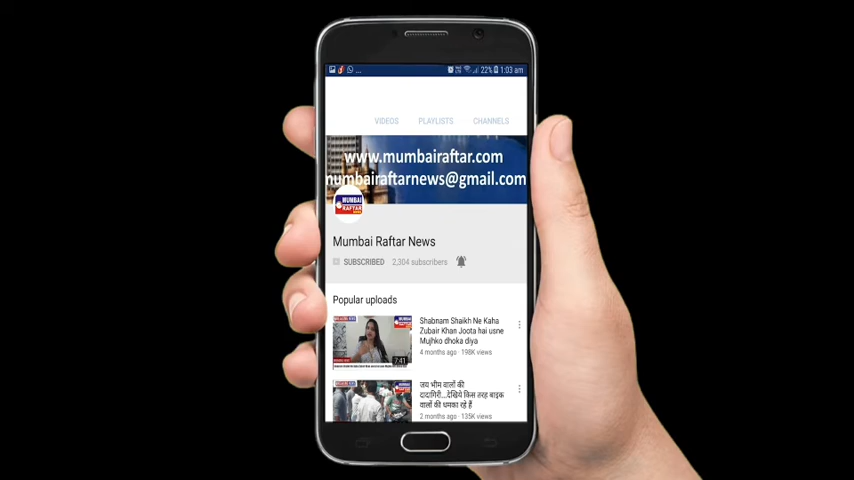 22% 1:03 am
VIDEOS PLAYLISTS CHANNELS
www.mumbairaftar.com
numbairaftarnews@gmail.com
MUMBAI
RAFTAR
Mumbai Raftar News
SUBSCRIBED 2,304 subscribers
Popular uploads
Shabnam Shaikh Ne Kaha
Zubair Khan Joota hai usne
Mujhko dhoka diya
4 months ago · 198K views
7:41
जय भीम वालों की
दादागिरी...देखिये किस तरह बाइक
वालों की धमका रहे हैं
2 months ago · 135K views